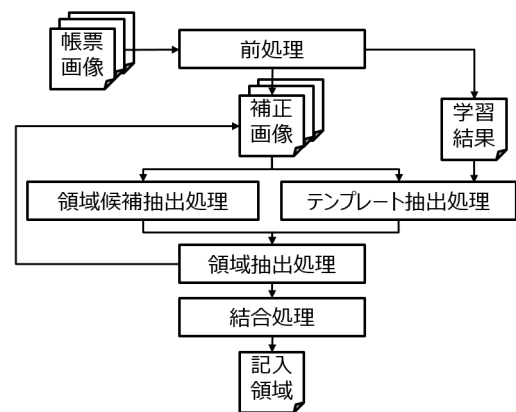 帳票
画像
前処理
補正
画像
学習
結果
領域候補抽出処理
テンプレート抽出処理
領域抽出処理
結合処理
記入
領域